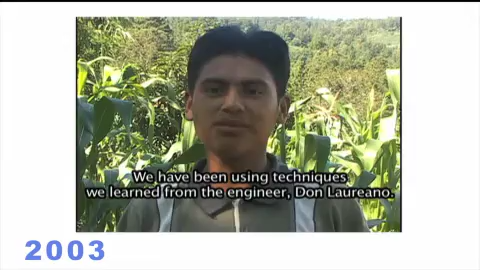 We have been using techniques
we learned from the engineer, Don Laureano.
2003